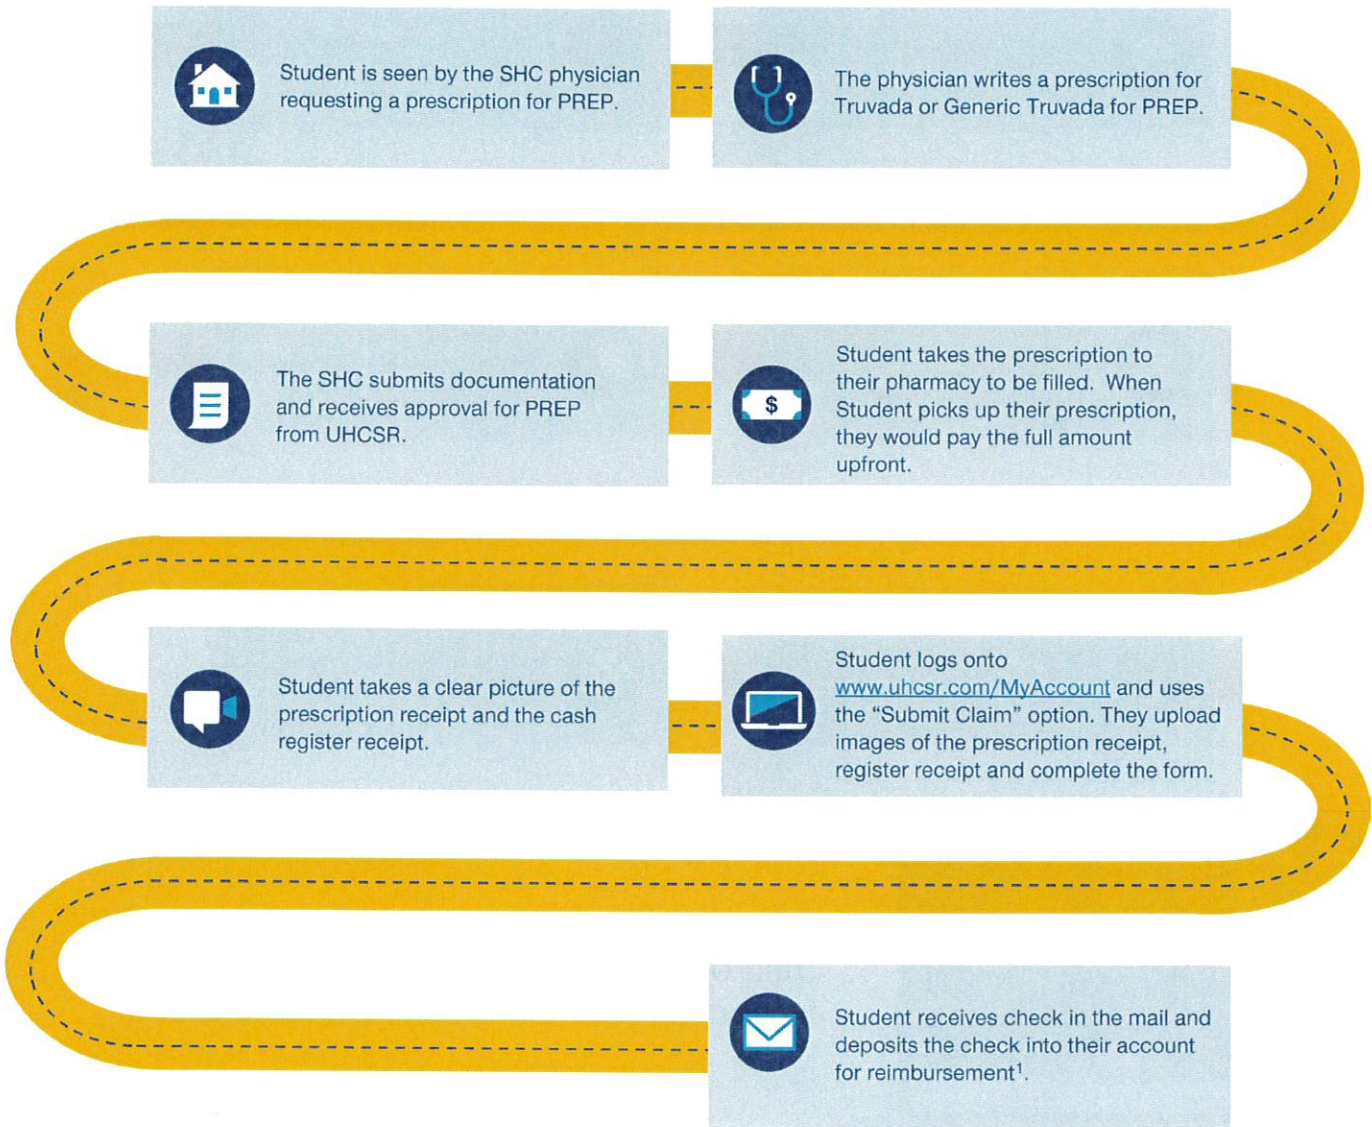 Student is seen by the SHC physician
requesting a prescription for PREP.
The physician writes a prescription for
Truvada or Generic Truvada for PREP.
The SHC submits documentation
and receives approval for PREP
from UHCSR.
$
Student takes the prescription to
their pharmacy to be filled.  When
Student picks up their prescription,
they would pay the full amount
upfront.
Student takes a clear picture of the
prescription receipt and the cash
register receipt.
Student logs onto
www.uhcsr.com/MyAccount and uses
the “Submit Claim” option. They upload
images of the prescription receipt,
register receipt and complete the form.
Student receives check in the mail and
deposits the check into their account
for reimbursement¹.